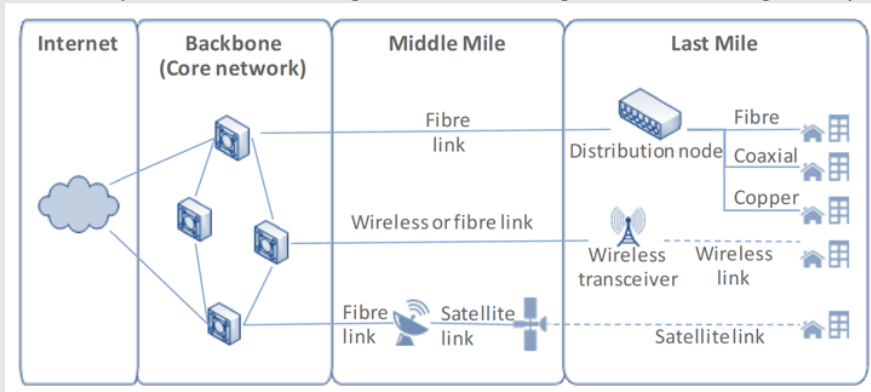 Internet
Backbone
(Core network)
Middle Mile
Last Mile
Fibre
link
Distribution node
Fibre
Coaxial
Copper
Wireless or fibre link
Wireless
transceiver
Wireless
link
Fibre
link
Satellite
link
Satellite link